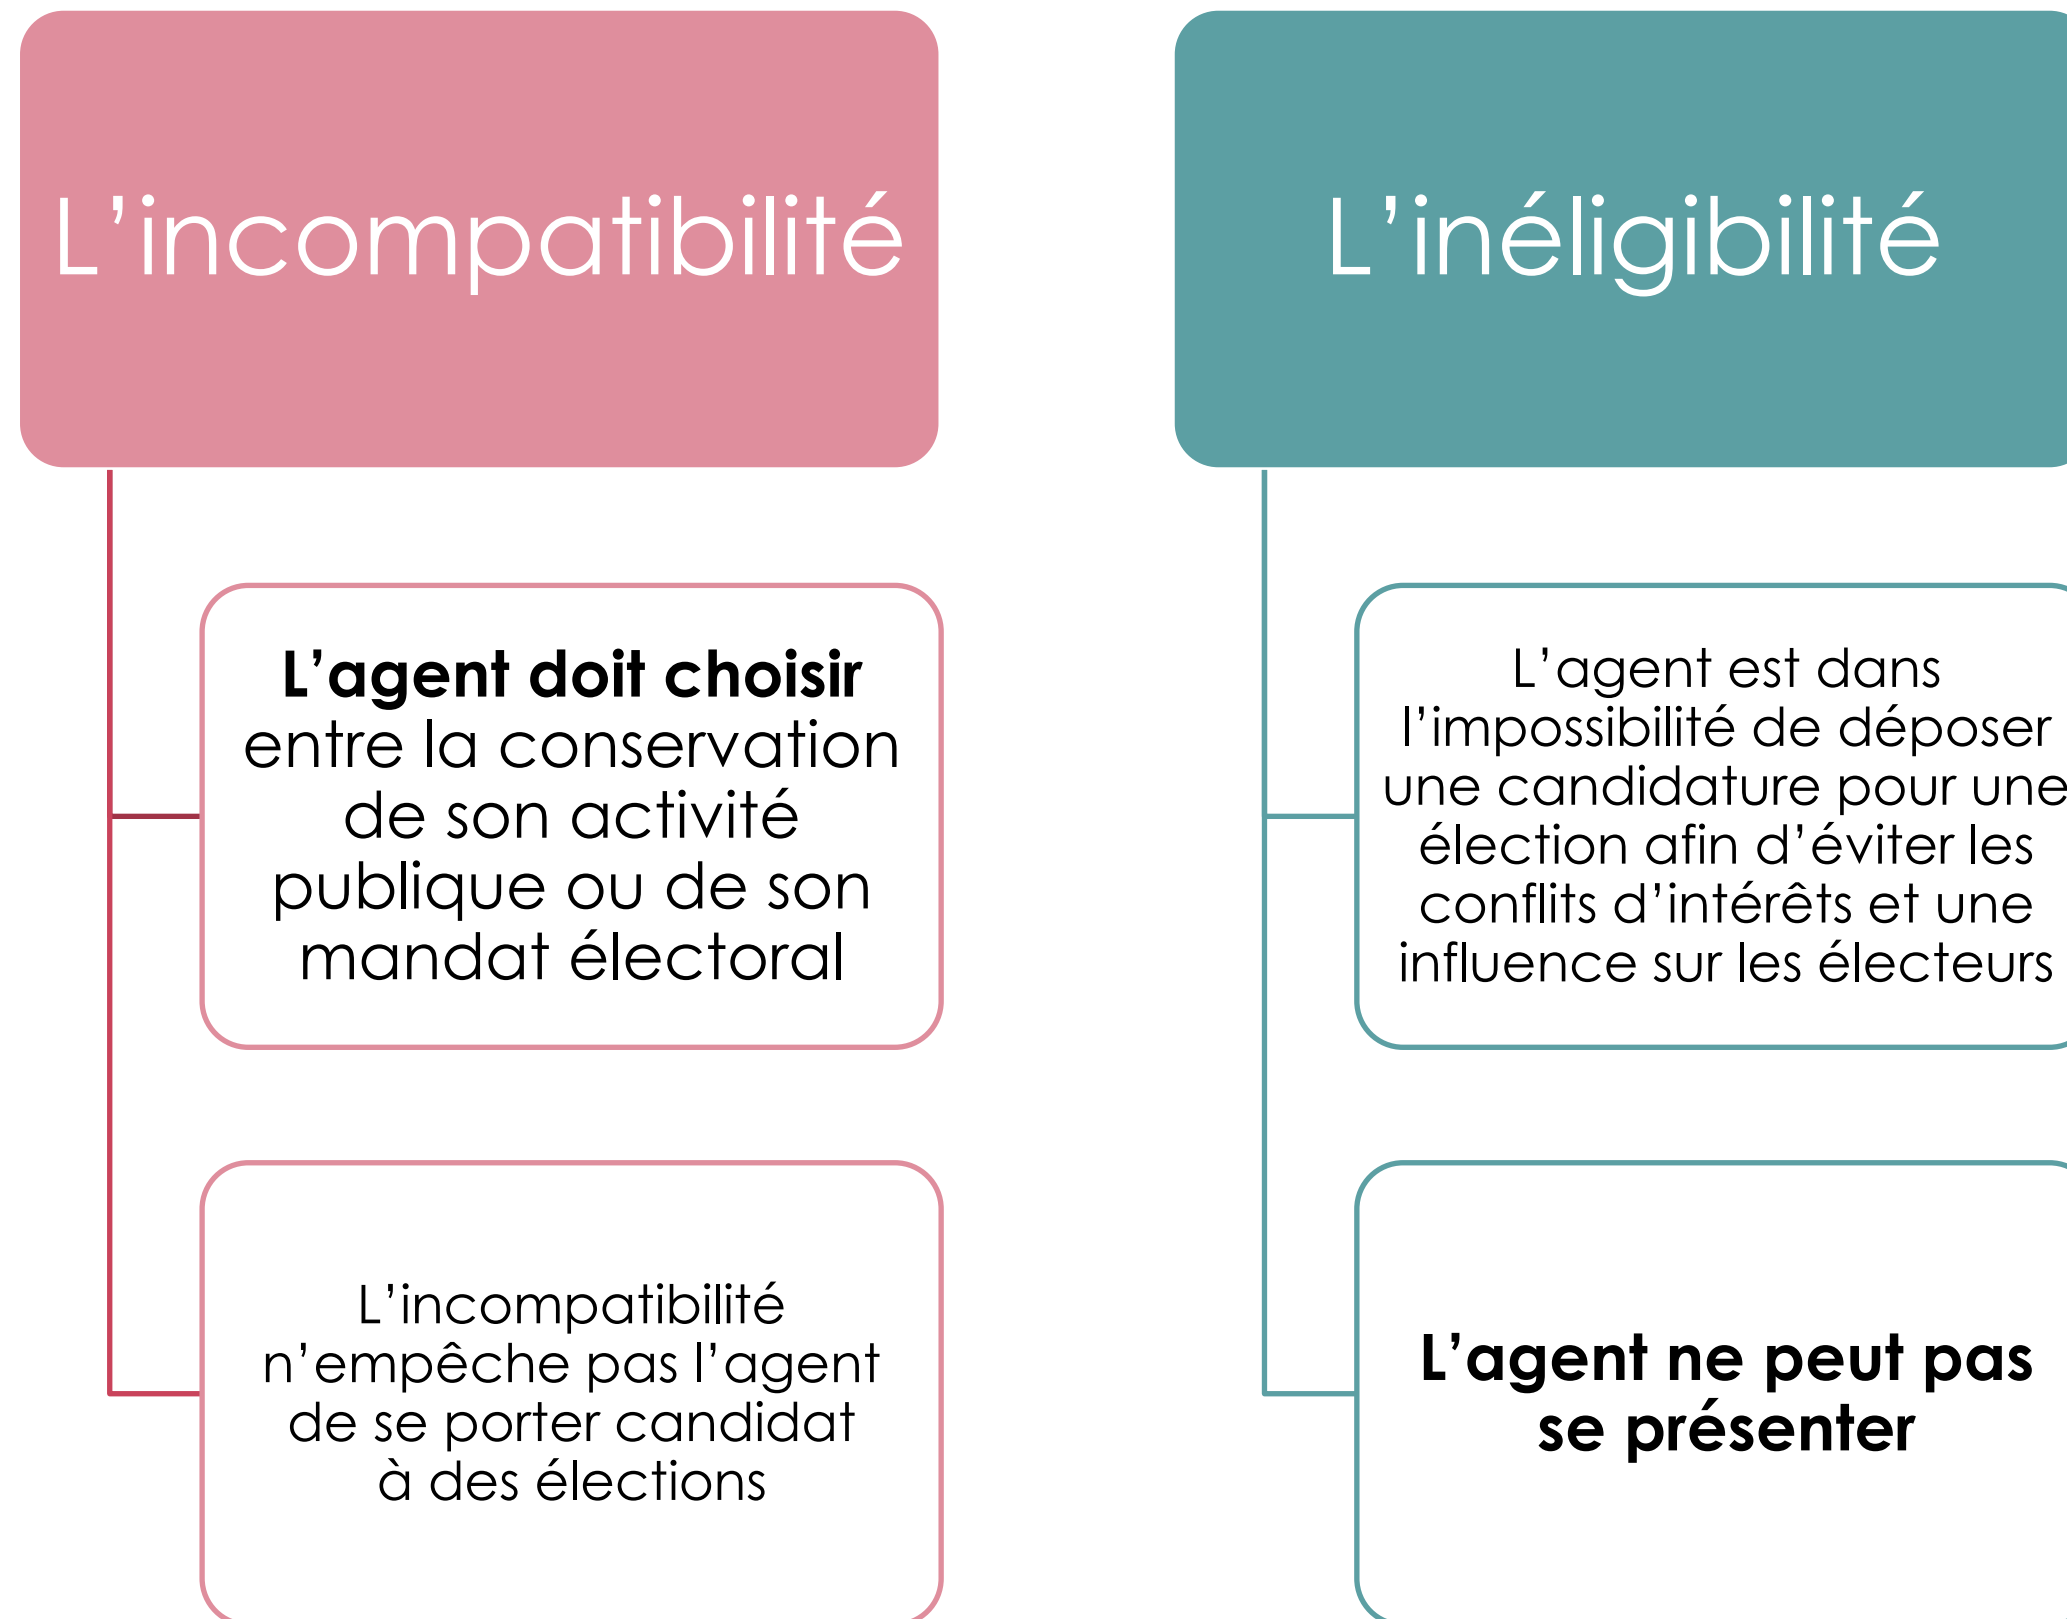 L’incompatibilité
L’agent doit choisir
entre la conservation
de son activité
publique ou de son
mandat électoral
L’incompatibilité
n’empêche pas l’agent
de se porter candidat
à des élections
L’inéligibilité
L’agent est dans
l’impossibilité de déposer
une candidature pour une
élection afin d’éviter les
conflits d’intérêts et une
influence sur les électeurs
L’agent ne peut pas
se présenter